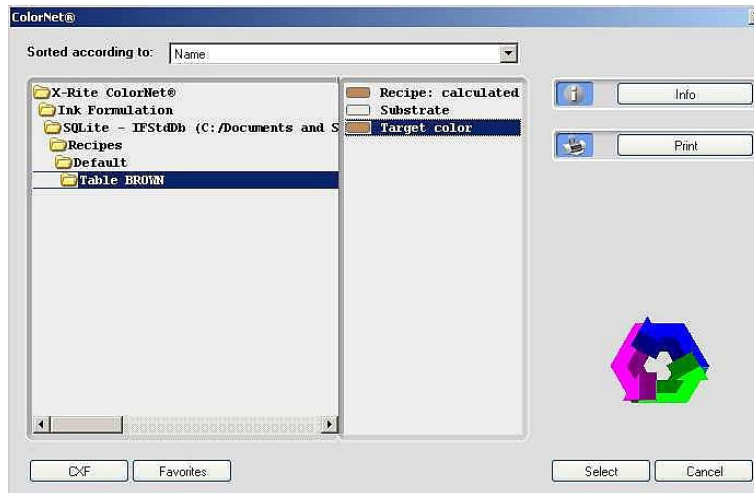 ColorNet®
Sorted according to: Name
X-Rite ColorNet®
Ink Formulation
SQLite - IFStdDb (C:/Documents and S
Recipes
Default
Table BROWN
Recipe: calculated
Substrate
Target color
Info
Print
CXF
Favorites
Select
Cancel